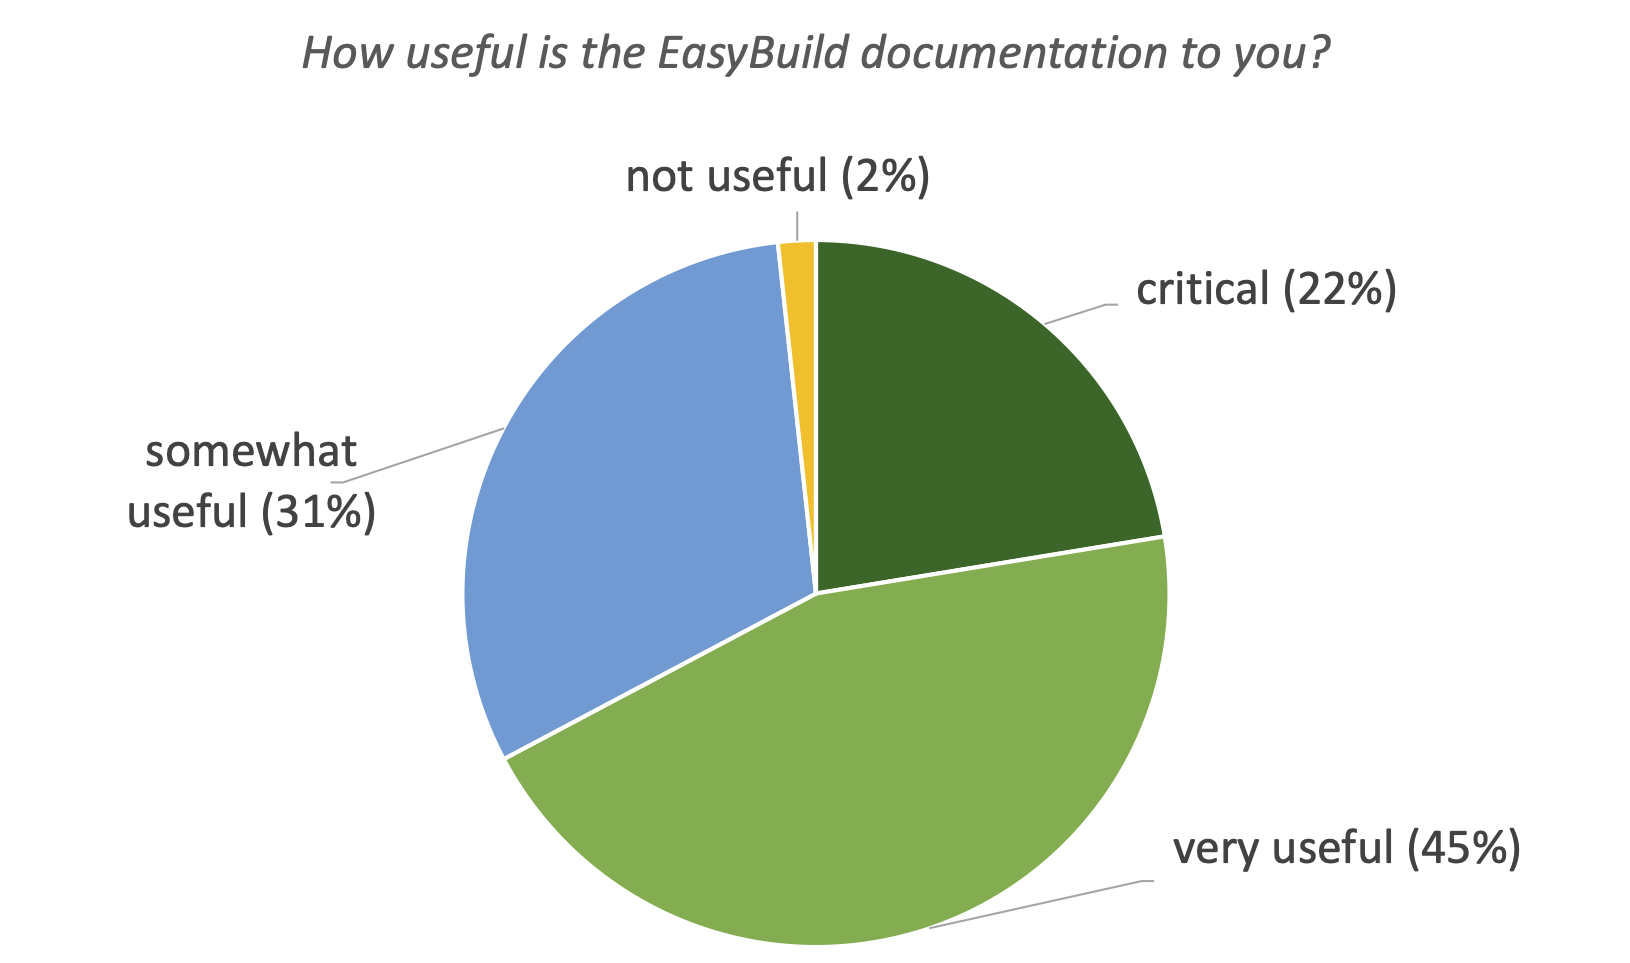 How useful is the EasyBuild documentation to you?
not useful (2%)
critical (22%)
somewhat
useful (31%)
very useful (45%)